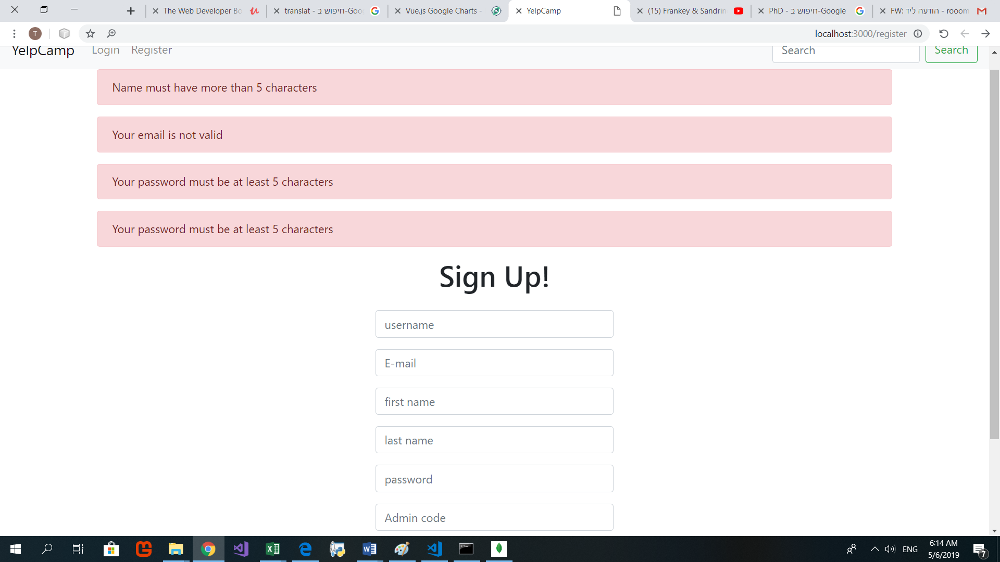 The Web Developer Bo
translat - חיפוש ב-Goo
Vue.js Google Charts -
YelpCamp
(15) Frankey & Sandrin
PhD - חיפוש ב-Google
FW: הודעה ליד - rooom
T
localhost:3000/register
YelpCamp Login Register Search Search
Name must have more than 5 characters
Your email is not valid
Your password must be at least 5 characters
Your password must be at least 5 characters
Sign Up!
username
E-mail
first name
last name
password
Admin code
ENG
6:14 AM
5/6/2019
7